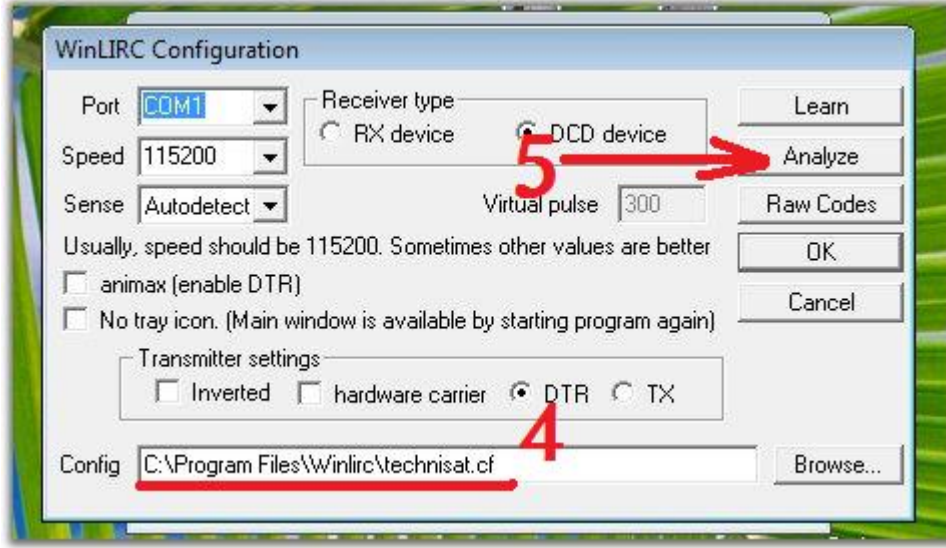 WinLIRC Configuration
Port COM1
Receiver type
RX device DCD device
Learn
Speed 115200
5
Analyze
Sense Autodetect
Virtual pulse 300
Raw Codes
Usually, speed should be 115200. Sometimes other values are better
OK
animax (enable DTR)
Cancel
No tray icon. (Main window is available by starting program again)
Transmitter settings
Inverted hardware carrier DTR TX
4
Config C:\Program Files\Winlirc\technisat.cf
Browse...